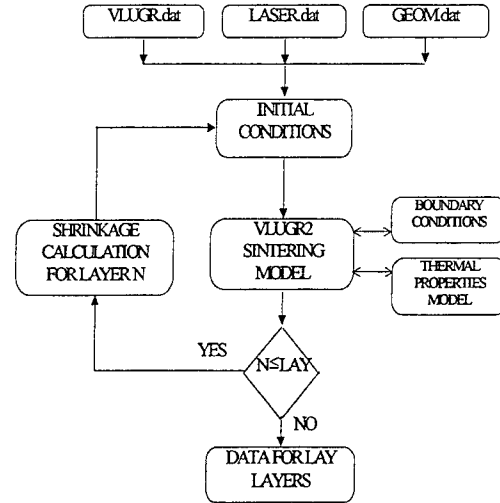 VLUGR.dat
LASER.dat
GEOM.dat
INITIAL
CONDITIONS
SHRINKAGE
CALCULATION
FOR LAYER N
VLUGR2
SINTERING
MODEL
BOUNDARY
CONDITIONS
THERMAL
PROPERTIES
MODEL
YES
N≤LAY
NO
DATA FOR LAY
LAYERS